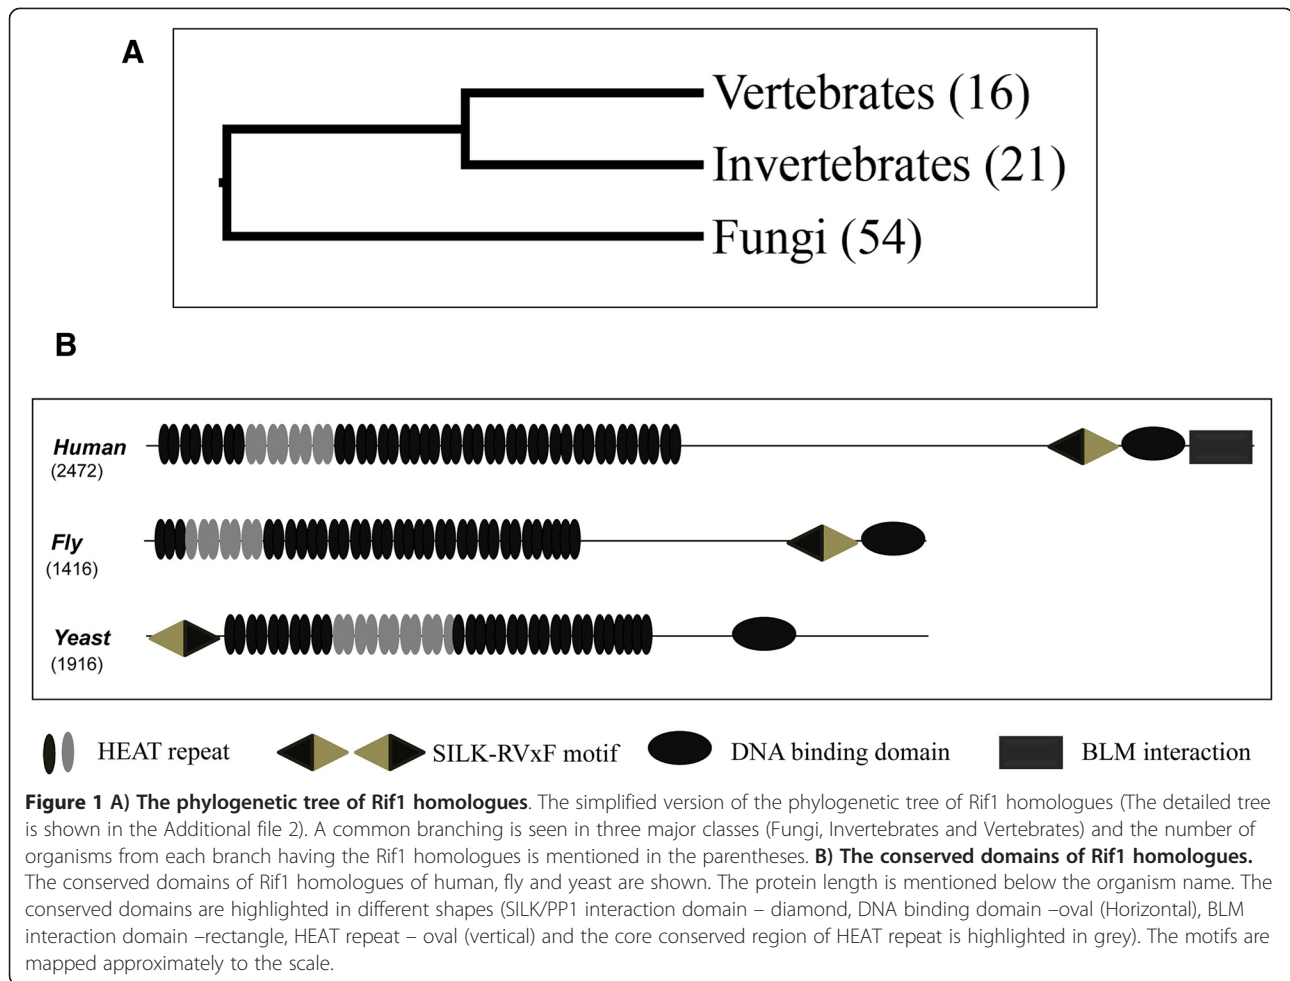 A
Vertebrates (16)
Invertebrates (21)
Fungi (54)
B
Human
(2472)
Fly
(1416)
Yeast
(1916)
HEAT repeat
SILK-RVxF motif
DNA binding domain
BLM interaction
Figure 1 A) The phylogenetic tree of Rif1 homologues. The simplified version of the phylogenetic tree of Rif1 homologues (The detailed tree
is shown in the Additional file 2). A common branching is seen in three major classes (Fungi, Invertebrates and Vertebrates) and the number of
organisms from each branch having the Rif1 homologues is mentioned in the parentheses. B) The conserved domains of Rif1 homologues.
The conserved domains of Rif1 homologues of human, fly and yeast are shown. The protein length is mentioned below the organism name. The
conserved domains are highlighted in different shapes (SILK/PP1 interaction domain – diamond, DNA binding domain –oval (Horizontal), BLM
interaction domain –rectangle, HEAT repeat – oval (vertical) and the core conserved region of HEAT repeat is highlighted in grey). The motifs are
mapped approximately to the scale.